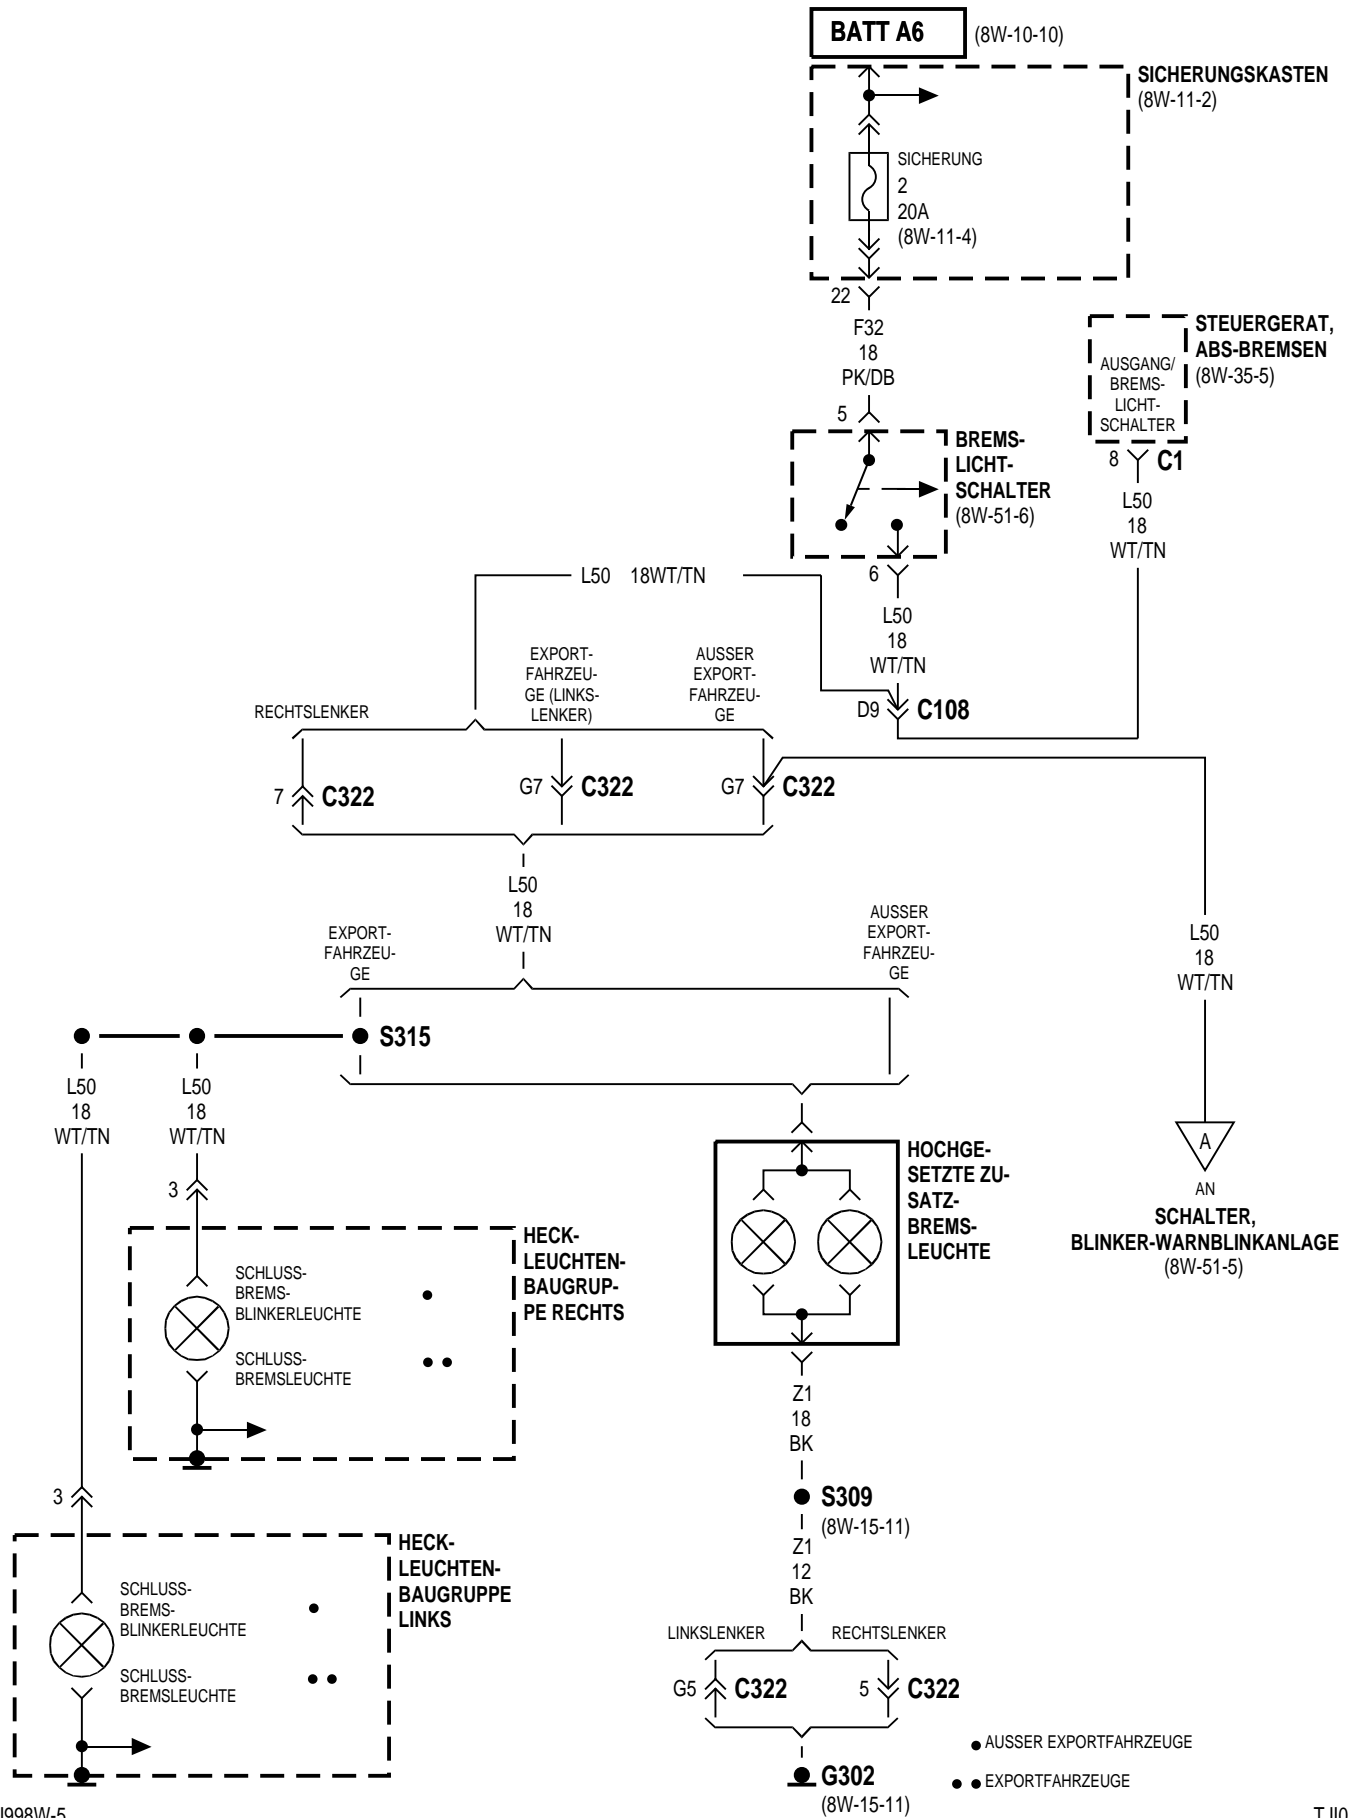 BATT A6 (8W-10-10)
SICHERUNGSKASTEN
(8W-11-2)
SICHERUNG
2
20A
(8W-11-4)
22
F32
18
PK/DB
5
STEUERGERAT,
ABS-BREMSEN
(8W-35-5)
AUSGANG/
BREMS-
LICHT-
SCHALTER
8 C1
L50
18
WT/TN
BREMS-
LICHT-
SCHALTER
(8W-51-6)
6
L50
18
WT/TN
L50 18WT/TN
D9 C108
RECHTSLENKER
EXPORT-
FAHRZEU-
GE (LINKS-
LENKER)
AUSSER
EXPORT-
FAHRZEU-
GE
7 C322
G7 C322
G7 C322
L50
18
WT/TN
EXPORT-
FAHRZEU-
GE
AUSSER
EXPORT-
FAHRZEU-
GE
L50
18
WT/TN
S315
L50
18
WT/TN
L50
18
WT/TN
A
AN
SCHALTER,
BLINKER-WARNBLINKANLAGE
(8W-51-5)
HOCHGE-
SETZTE ZU-
SATZ-
BREMS-
LEUCHTE
3
HECK-
LEUCHTEN-
BAUGRUP-
PE RECHTS
SCHLUSS-
BREMS-
BLINKERLEUCHTE
•
SCHLUSS-
BREMSLEUCHTE
• •
Z1
18
BK
S309
(8W-15-11)
Z1
12
BK
3
HECK-
LEUCHTEN-
BAUGRUPPE
LINKS
SCHLUSS-
BREMS-
BLINKERLEUCHTE
•
SCHLUSS-
BREMSLEUCHTE
• •
LINKSLENKER
RECHTSLENKER
G5 C322
5 C322
G302
(8W-15-11)
• AUSSER EXPORTFAHRZEUGE
• • EXPORTFAHRZEUGE
J998W-5